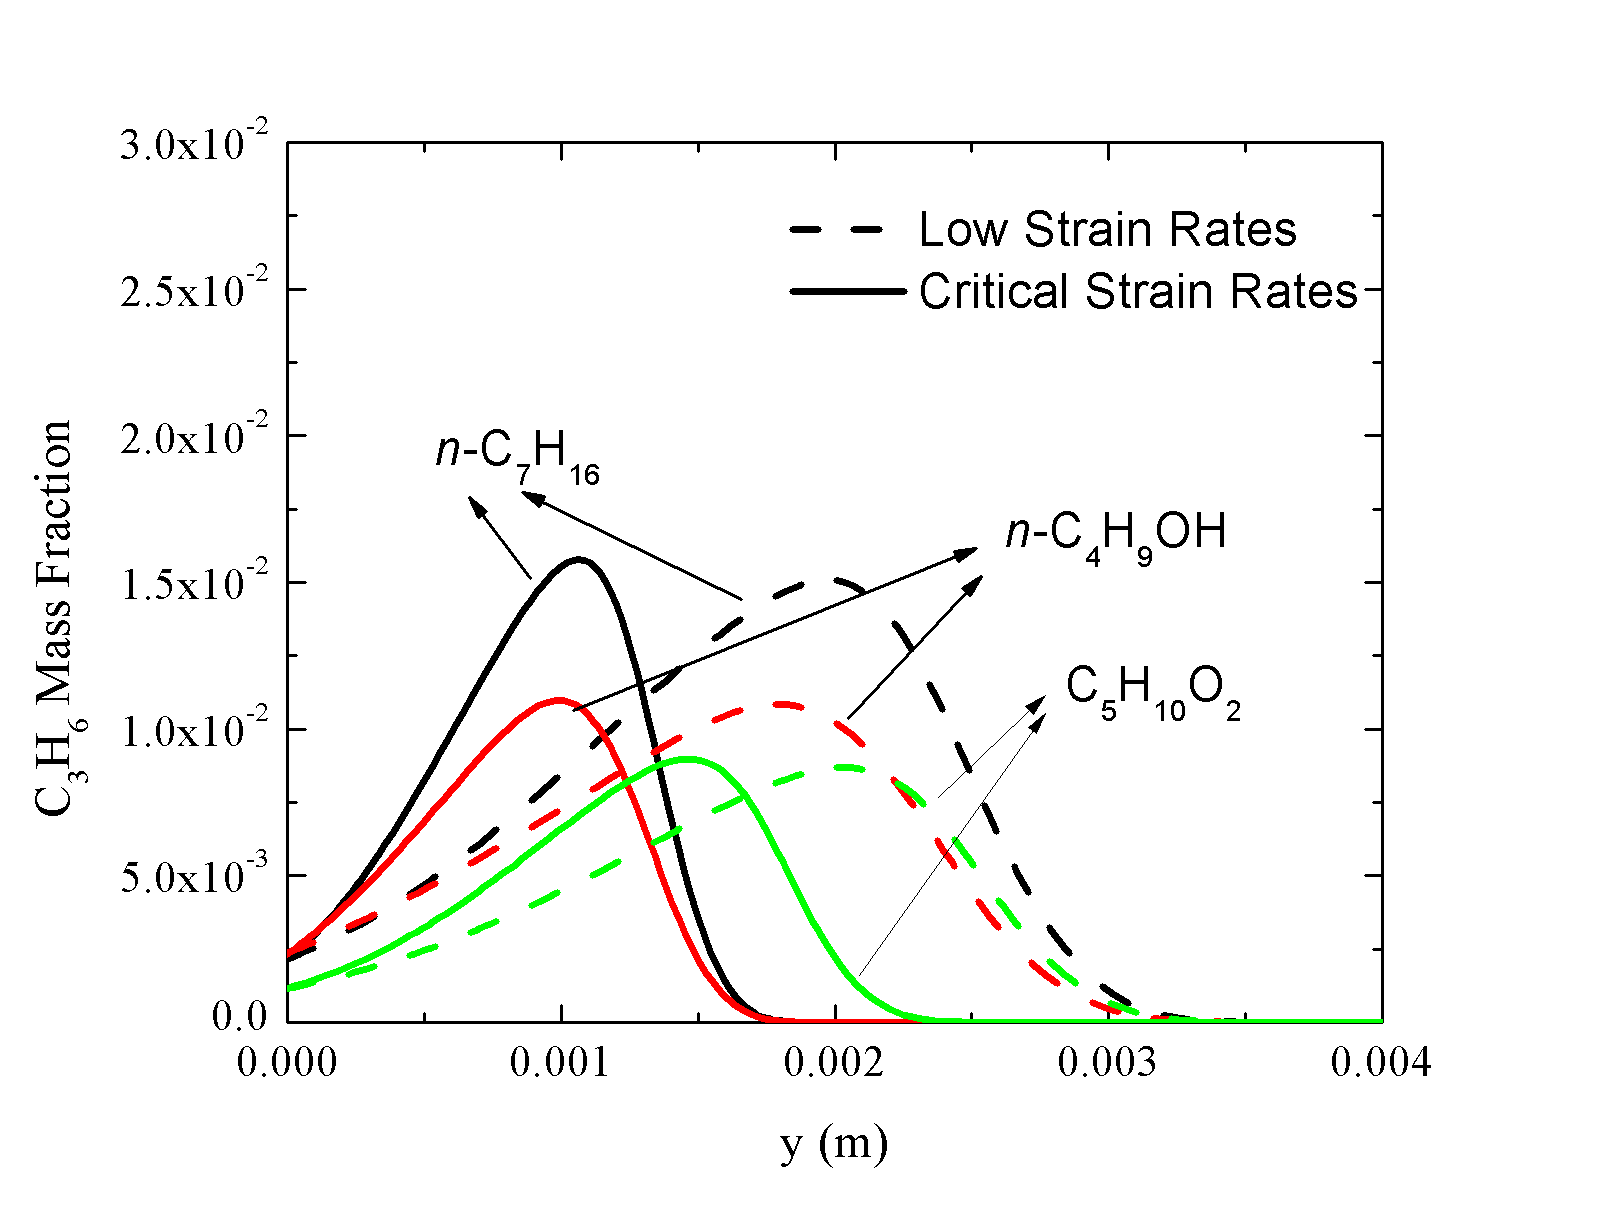 3.0x10⁻²
2.5x10⁻²
2.0x10⁻²
1.5x10⁻²
1.0x10⁻²
5.0x10⁻³
0.0
C₃H₆ Mass Fraction
Low Strain Rates
Critical Strain Rates
n-C₇H₁₆
n-C₄H₉OH
C₅H₁₀O₂
0.000 0.001 0.002 0.003 0.004
y (m)